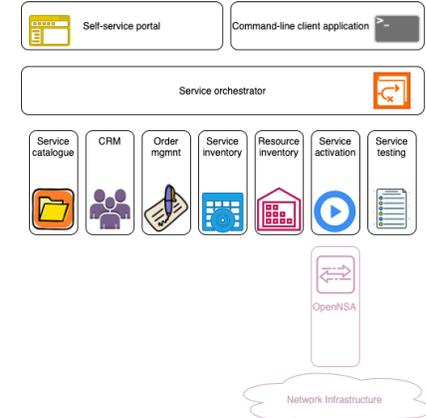 Self-service portal
Command-line client application
>_
Service orchestrator
Service
catalogue
CRM
Order
mgmnt
Service
inventory
Resource
inventory
Service
activation
Service
testing
OpenNSA
Network Infrastructure